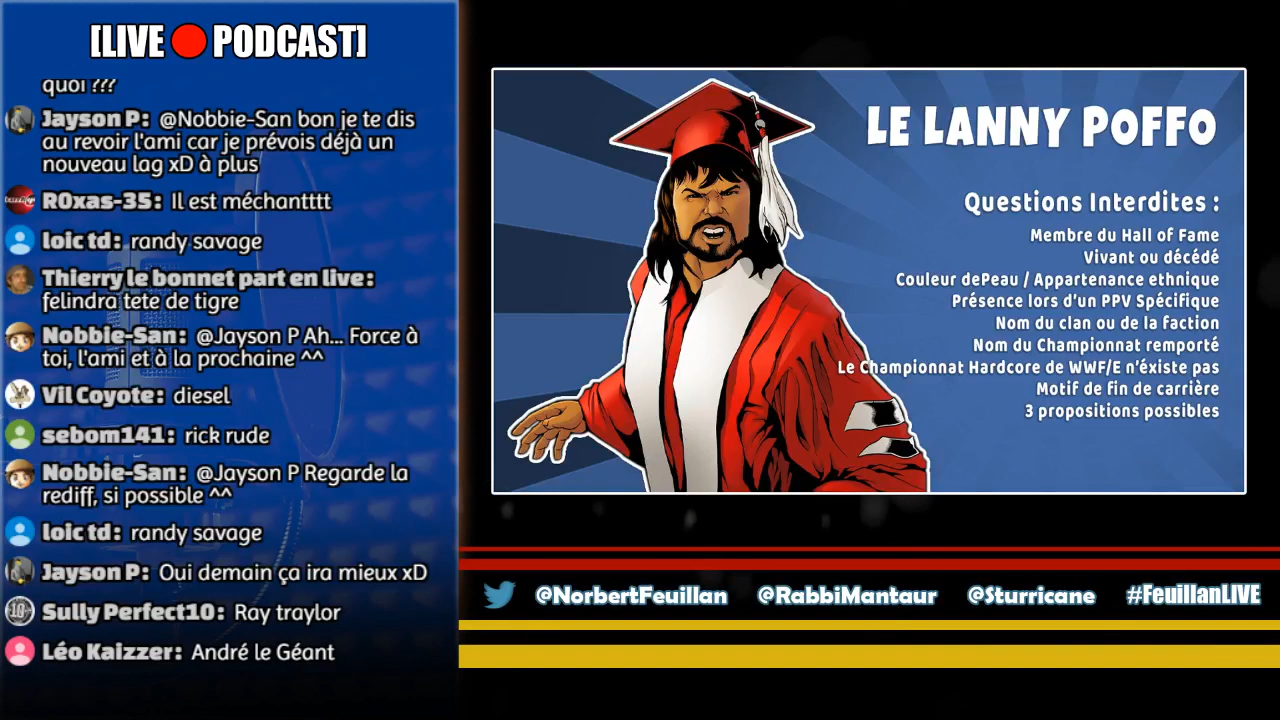 [LIVE PODCAST]
quoi ???
Jayson P: @Nobbie-San bon je te dis
au revoir l'ami car je prévois déjà un
nouveau lag xD à plus
R0xas-35: Il est méchantttt
loic td: randy savage
Thierry le bonnet part en live:
felindra tete de tigre
Nobbie-San: @Jayson P Ah... Force à
toi, l'ami et à la prochaine ^^
Vil Coyote: diesel
sebom141: rick rude
Nobbie-San: @Jayson P Regarde la
rediff, si possible ^^
loic td: randy savage
Jayson P: Oui demain ça ira mieux xD
Sully Perfect10: Ray traylor
Léo Kaizzer: André le Géant
LE LANNY POFFO
Questions Interdites :
Membre du Hall of Fame
Vivant ou décédé
Couleur dePeau / Appartenance ethnique
Présence lors d'un PPV Spécifique
Nom du clan ou de la faction
Nom du Championnat remporté
Le Championnat Hardcore de WWF/E n'éxiste pas
Motif de fin de carrière
3 propositions possibles
@NorbertFeuillan @RabbiMantaur @Sturricane #FeuillanLIVE